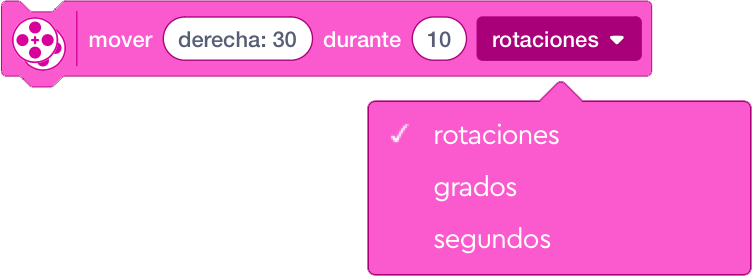 mover derecha: 30 durante 10 rotaciones
✓ rotaciones
grados
segundos